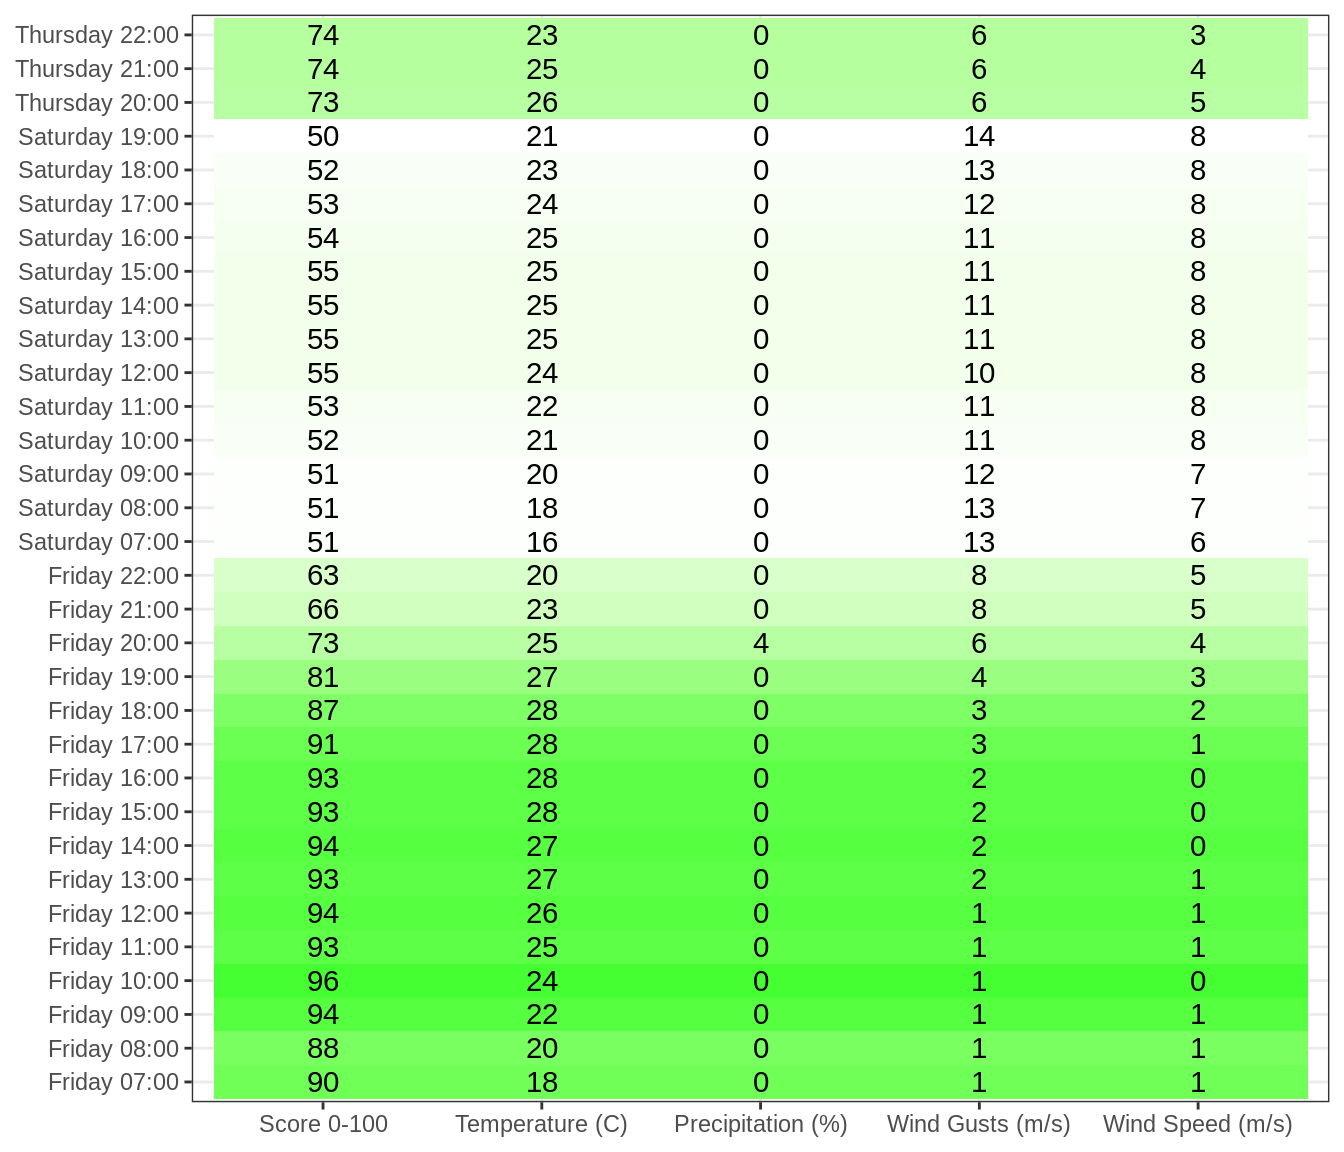 Thursday 22:00 74 23 0 6 3
Thursday 21:00 74 25 0 6 4
Thursday 20:00 73 26 0 6 5
Saturday 19:00 50 21 0 14 8
Saturday 18:00 52 23 0 13 8
Saturday 17:00 53 24 0 12 8
Saturday 16:00 54 25 0 11 8
Saturday 15:00 55 25 0 11 8
Saturday 14:00 55 25 0 11 8
Saturday 13:00 55 25 0 11 8
Saturday 12:00 55 24 0 10 8
Saturday 11:00 53 22 0 11 8
Saturday 10:00 52 21 0 11 8
Saturday 09:00 51 20 0 12 7
Saturday 08:00 51 18 0 13 7
Saturday 07:00 51 16 0 13 6
Friday 22:00 63 20 0 8 5
Friday 21:00 66 23 0 8 5
Friday 20:00 73 25 4 6 4
Friday 19:00 81 27 0 4 3
Friday 18:00 87 28 0 3 2
Friday 17:00 91 28 0 3 1
Friday 16:00 93 28 0 2 0
Friday 15:00 93 28 0 2 0
Friday 14:00 94 27 0 2 0
Friday 13:00 93 27 0 2 1
Friday 12:00 94 26 0 1 1
Friday 11:00 93 25 0 1 1
Friday 10:00 96 24 0 1 0
Friday 09:00 94 22 0 1 1
Friday 08:00 88 20 0 1 1
Friday 07:00 90 18 0 1 1
Score 0-100 Temperature (C) Precipitation (%) Wind Gusts (m/s) Wind Speed (m/s)